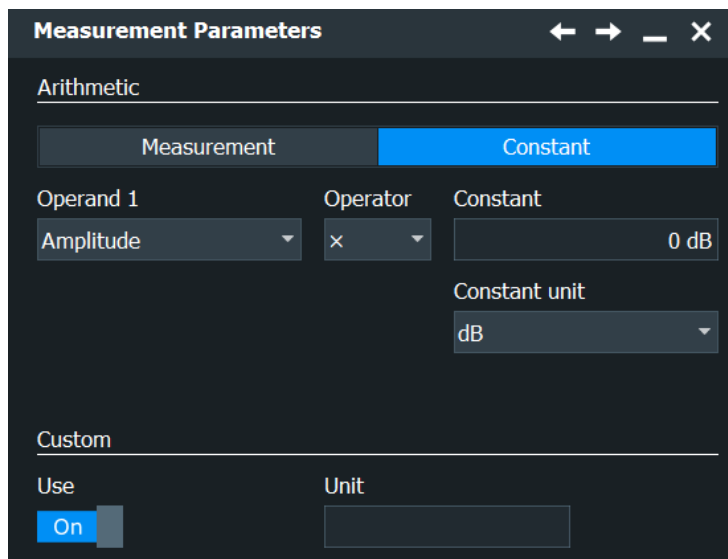 Measurement Parameters
Arithmetic
Measurement Constant
Operand 1 Operator Constant
Amplitude × 0 dB
Constant unit
dB
Custom
Use Unit
On